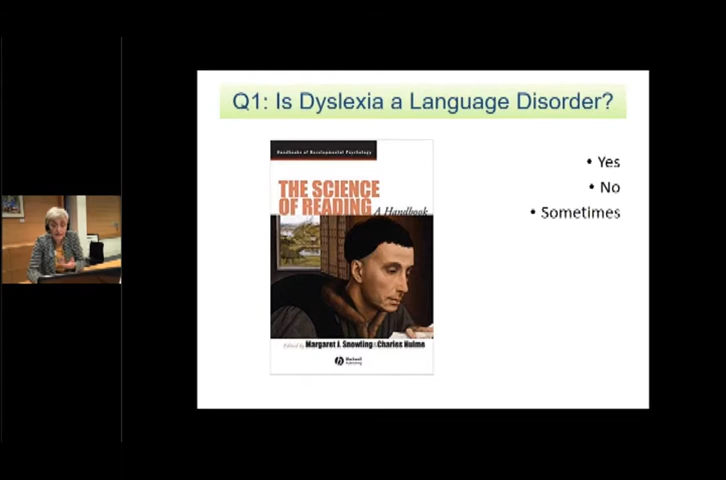 Q1: Is Dyslexia a Language Disorder?
Handbooks of Developmental Psychology
THE SCIENCE
OF READING
A Handbook
Edited by Margaret J. Snowling & Charles Hulme
Blackwell
Publishing
• Yes
• No
• Sometimes